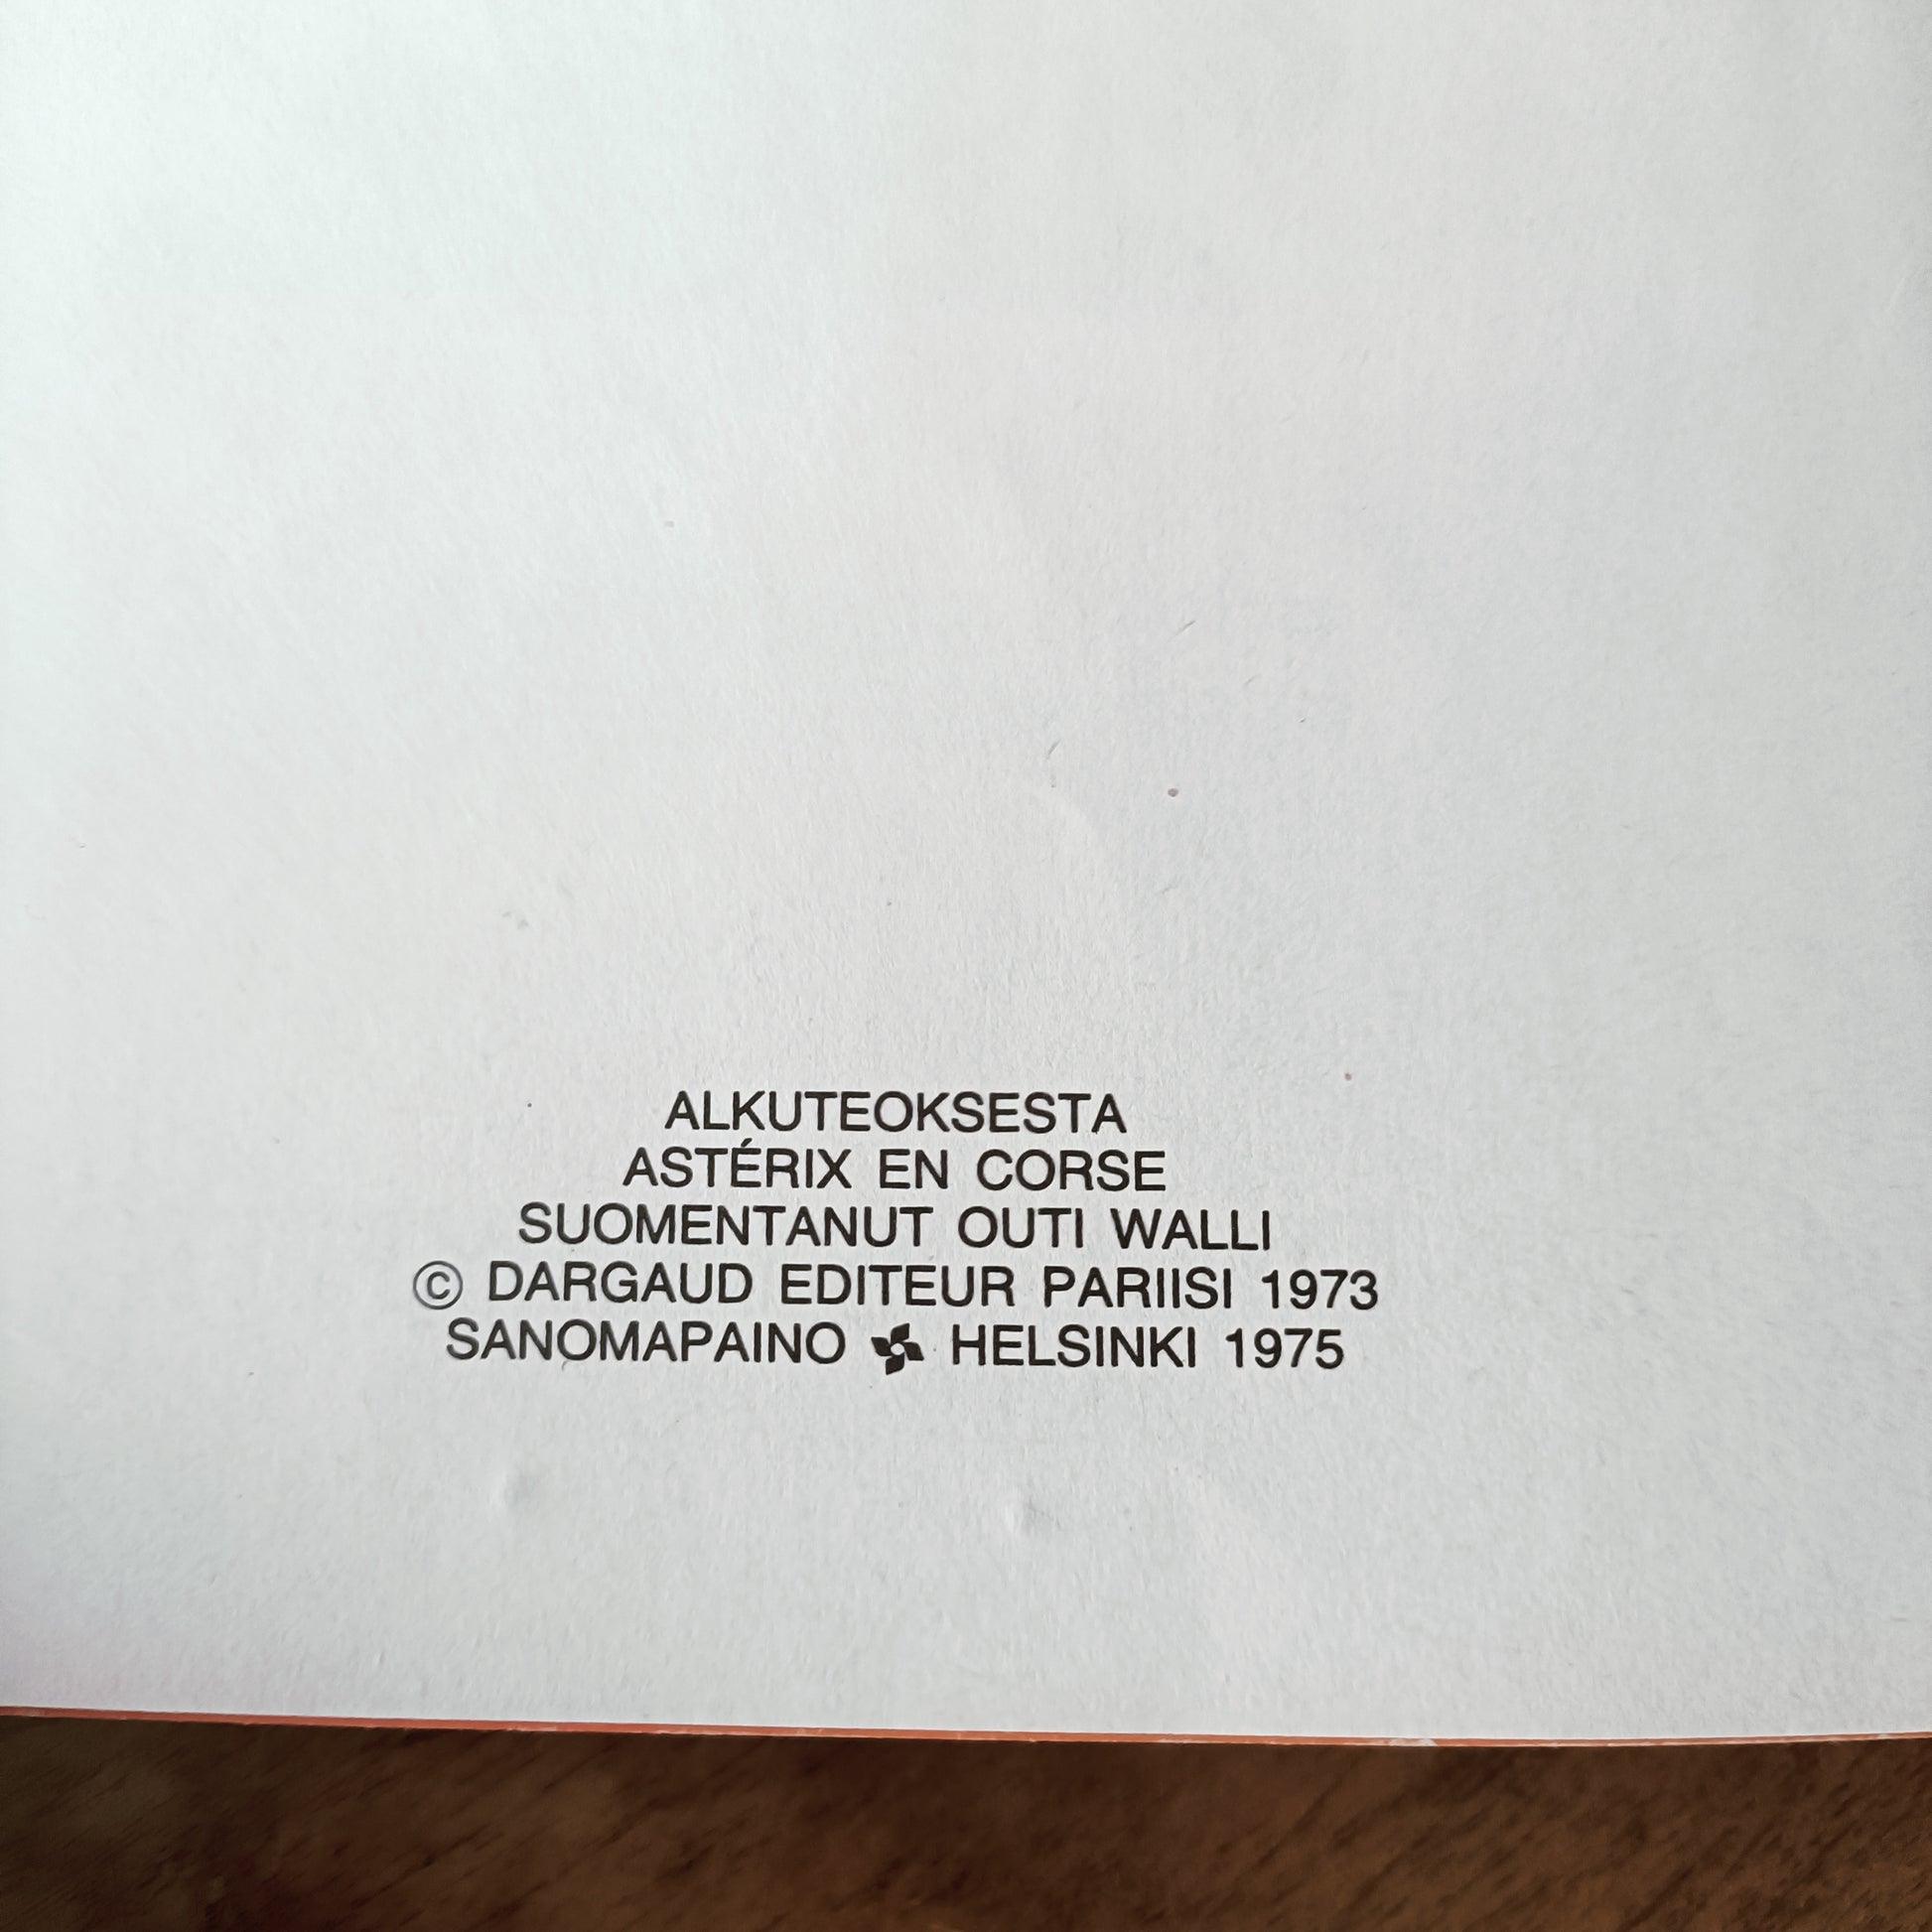 ALKUTEOKSESTA
ASTÉRIX EN CORSE
SUOMENTANUT OUTI WALLI
© DARGAUD EDITEUR PARIISI 1973
SANOMAPAINO HELSINKI 1975